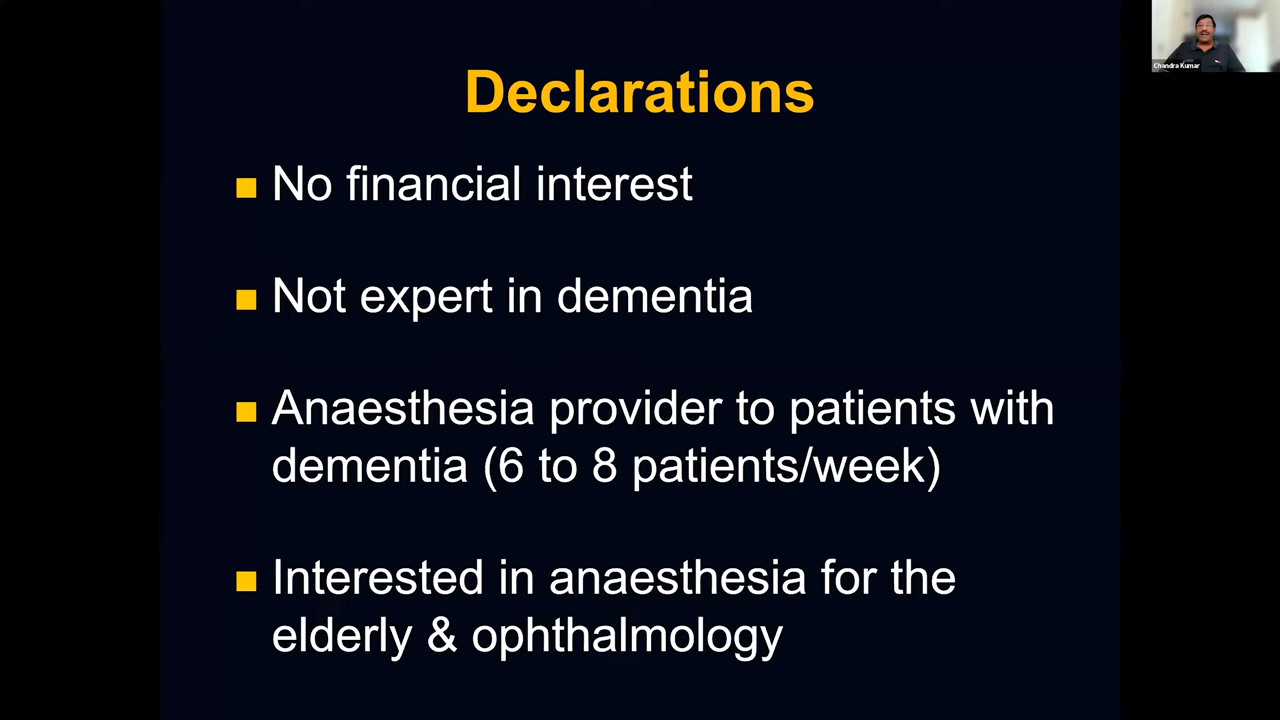 Declarations
No financial interest
Not expert in dementia
Anaesthesia provider to patients with
dementia (6 to 8 patients/week)
Interested in anaesthesia for the
elderly & ophthalmology
Chandra Kumar